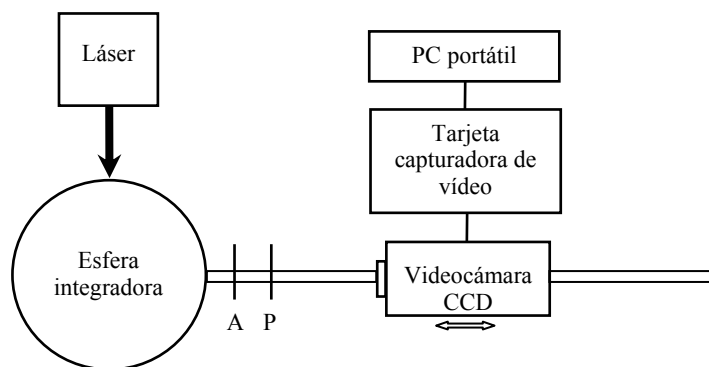 Láser
PC portátil
Tarjeta
capturadora de
vídeo
Esfera
integradora
Videocámara
CCD
A P